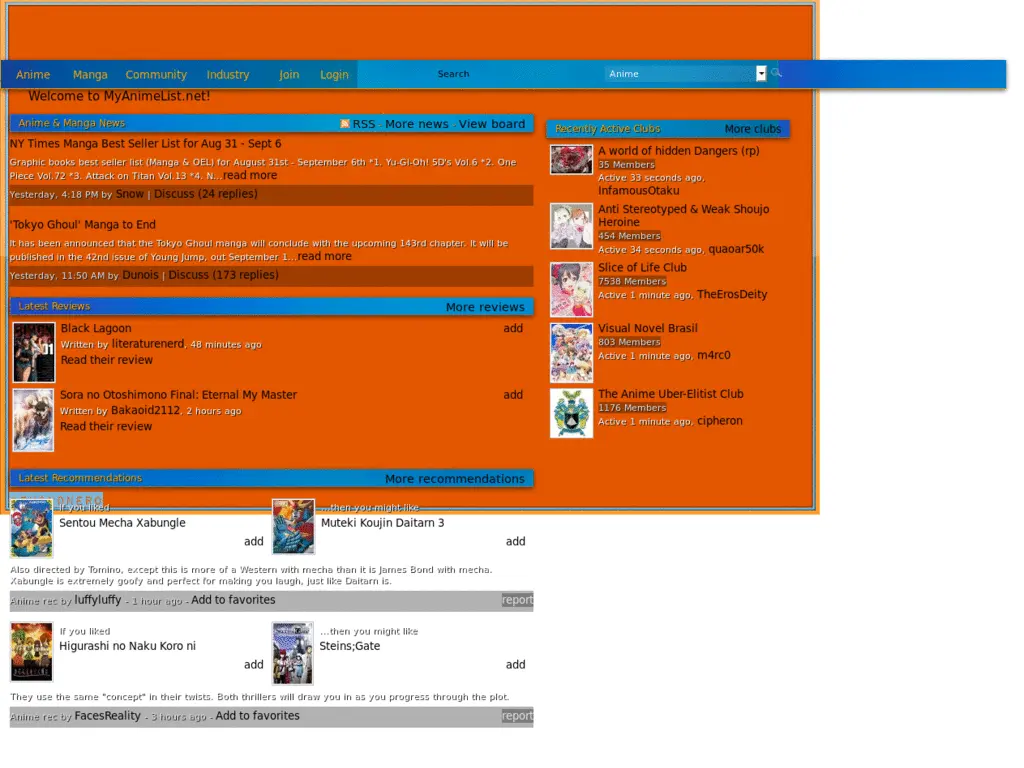 Anime Manga Community Industry Join Login Search Anime
Welcome to MyAnimeList.net!
Anime & Manga News RSS - More news - View board
NY Times Manga Best Seller List for Aug 31 - Sept 6
Graphic books best seller list (Manga & OEL) for August 31st - September 6th *1. Yu-Gi-Oh! 5D's Vol.6 *2. One
Piece Vol.72 *3. Attack on Titan Vol.13 *4. N...read more
Yesterday, 4:18 PM by Snow | Discuss (24 replies)
'Tokyo Ghoul' Manga to End
It has been announced that the Tokyo Ghoul manga will conclude with the upcoming 143rd chapter. It will be
published in the 42nd issue of Young Jump, out September 1...read more
Yesterday, 11:50 AM by Dunois | Discuss (173 replies)
Latest Reviews More reviews
Black Lagoon add
Written by literaturenerd, 48 minutes ago
Read their review
Sora no Otoshimono Final: Eternal My Master add
Written by Bakaoid2112, 2 hours ago
Read their review
Latest Recommendations More recommendations
If you liked ...then you might like
Sentou Mecha Xabungle Muteki Koujin Daitarn 3
add add
Also directed by Tomino, except this is more of a Western with mecha than it is James Bond with mecha.
Xabungle is extremely goofy and perfect for making you laugh, just like Daitarn is.
Anime rec by luffyluffy - 1 hour ago - Add to favorites report
If you liked ...then you might like
Higurashi no Naku Koro ni Steins;Gate
add add
They use the same "concept" in their twists. Both thrillers will draw you in as you progress through the plot.
Anime rec by FacesReality - 3 hours ago - Add to favorites report
Recently Active Clubs More clubs
A world of hidden Dangers (rp)
35 Members
Active 33 seconds ago,
InfamousOtaku
Anti Stereotyped & Weak Shoujo
Heroine
454 Members
Active 34 seconds ago, quaoar50k
Slice of Life Club
7538 Members
Active 1 minute ago, TheErosDeity
Visual Novel Brasil
803 Members
Active 1 minute ago, m4rc0
The Anime Uber-Elitist Club
1176 Members
Active 1 minute ago, cipheron